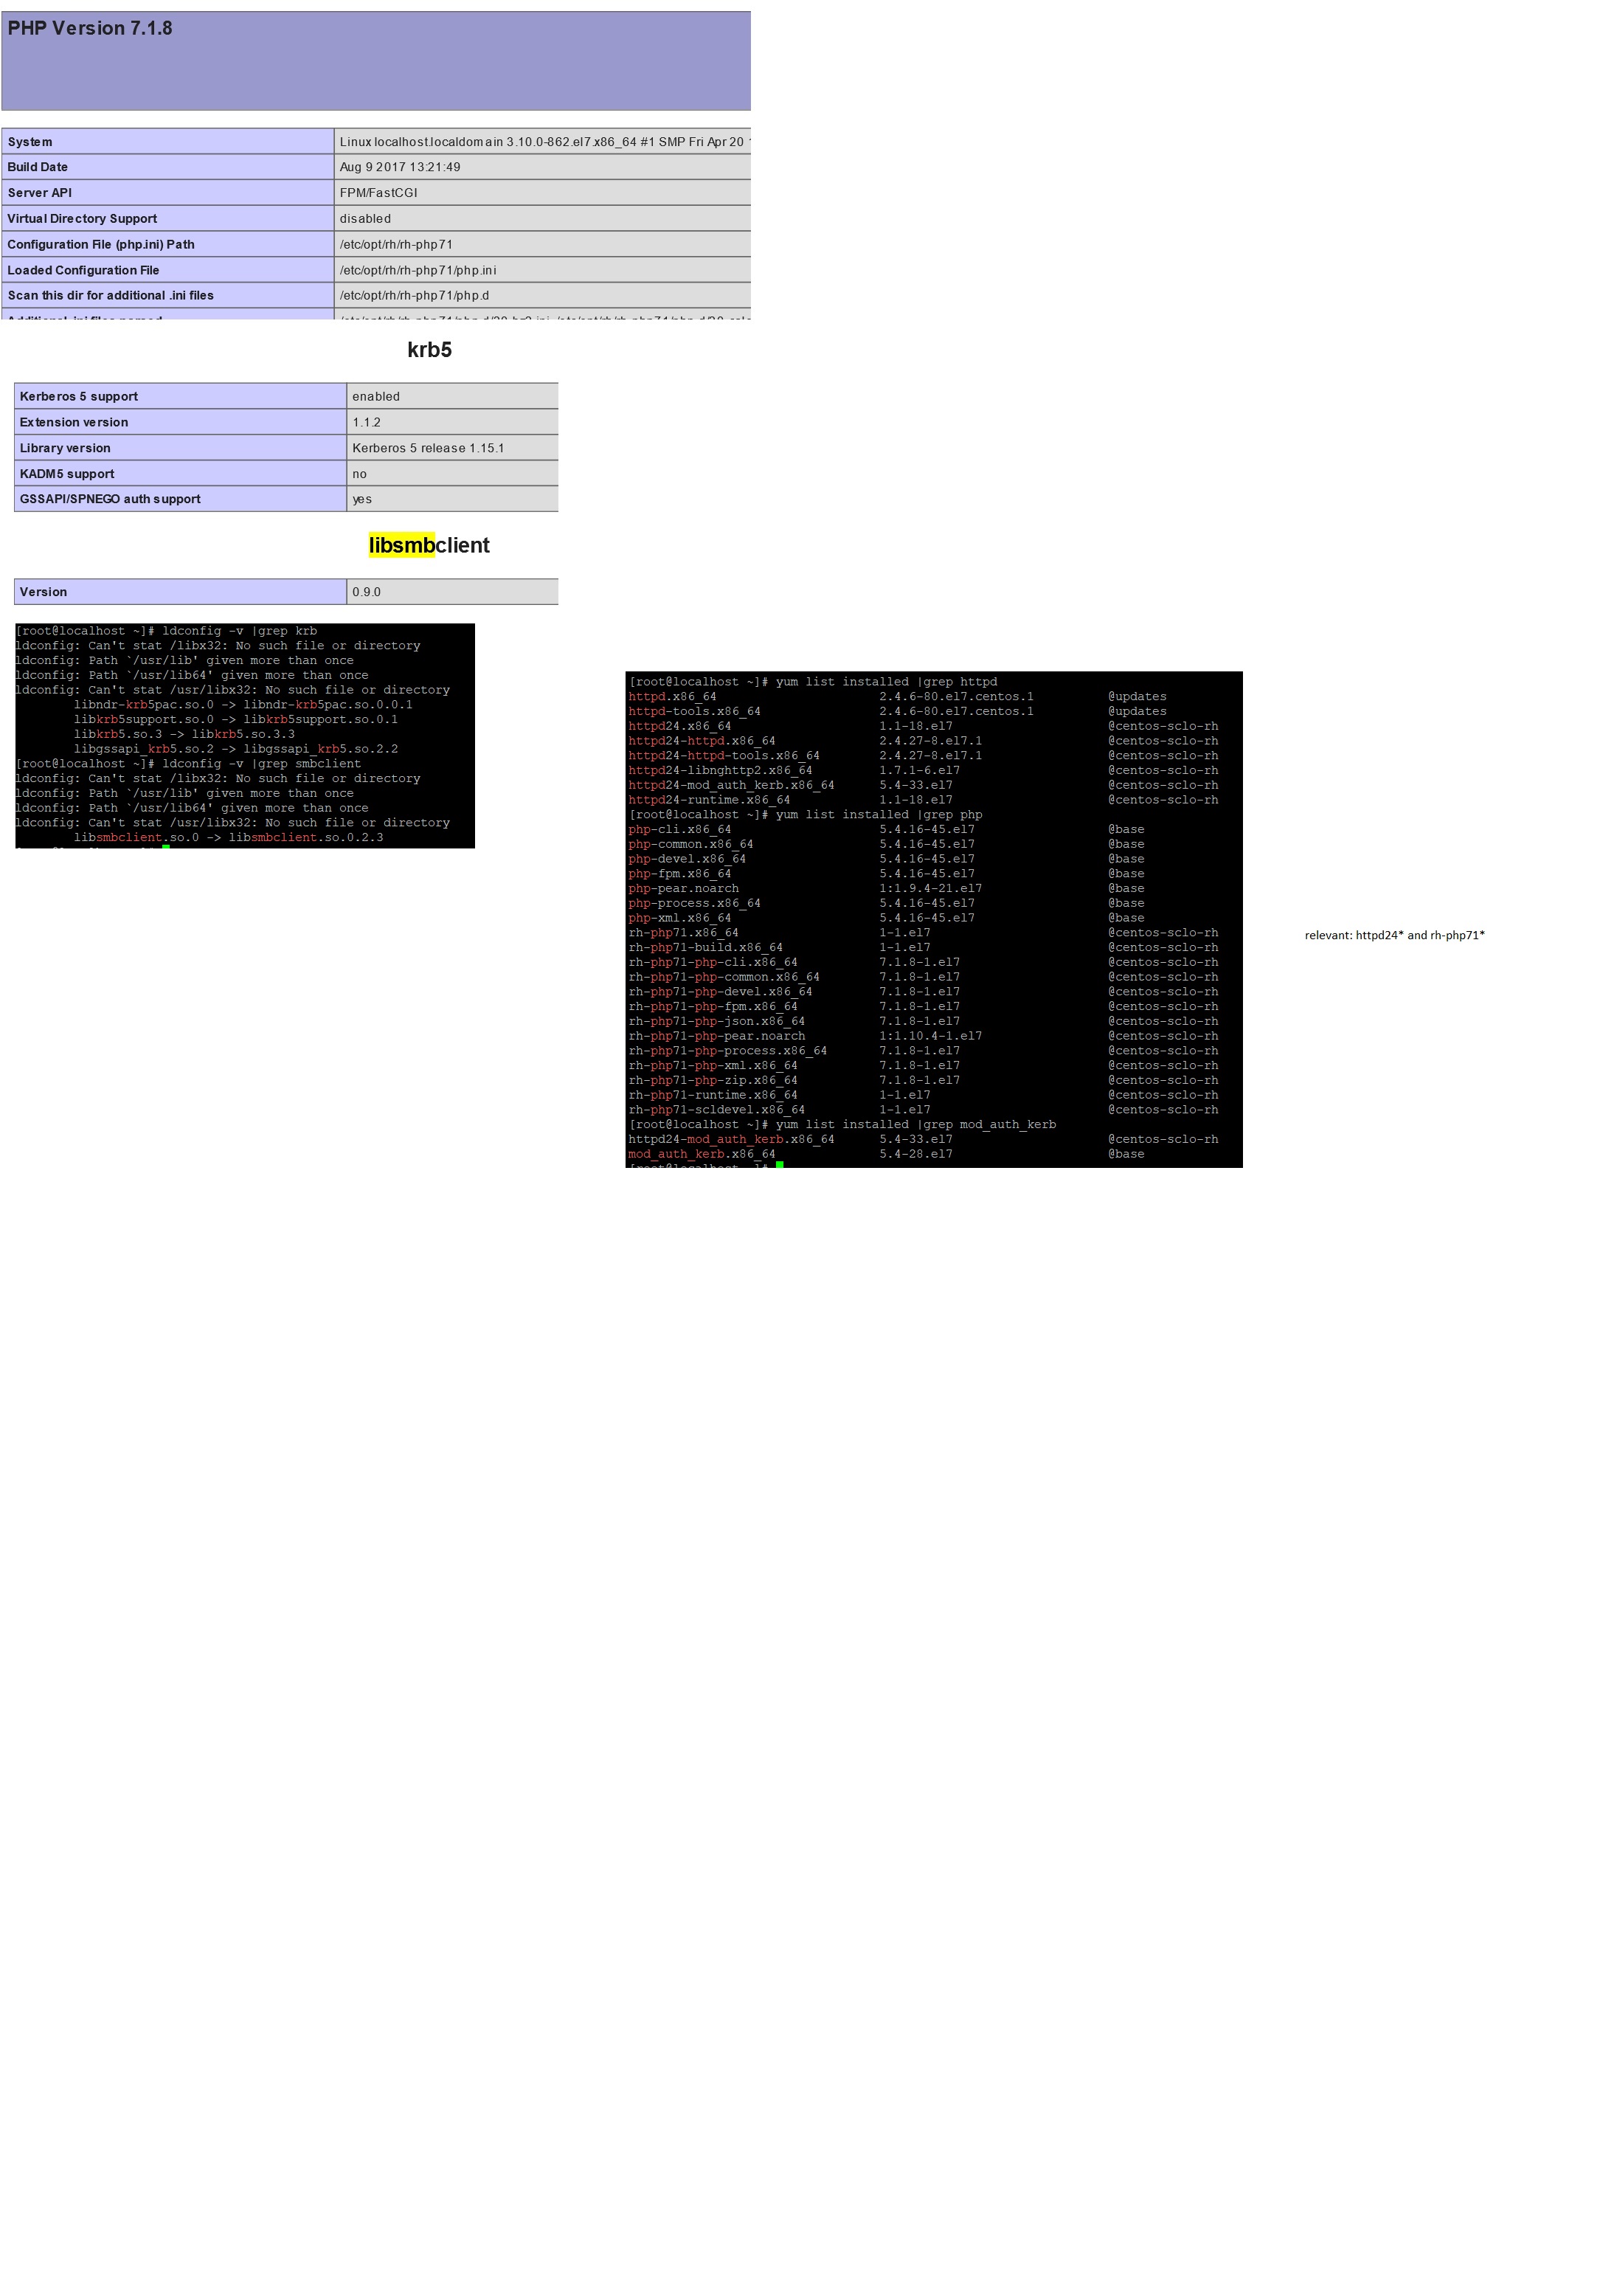 PHP Version 7.1.8
System Linux localhost.localdomain 3.10.0-862.el7.x86_64 #1 SMP Fri Apr 20
Build Date Aug 9 2017 13:21:49
Server API FPM/FastCGI
Virtual Directory Support disabled
Configuration File (php.ini) Path /etc/opt/rh/rh-php71
Loaded Configuration File /etc/opt/rh/rh-php71/php.ini
Scan this dir for additional .ini files /etc/opt/rh/rh-php71/php.d
krb5
Kerberos 5 support enabled
Extension version 1.1.2
Library version Kerberos 5 release 1.15.1
KADM5 support no
GSSAPI/SPNEGO auth support yes
libsmbclient
Version 0.9.0
[root@localhost ~]# ldconfig -v |grep krb
ldconfig: Can't stat /libx32: No such file or directory
ldconfig: Path `/usr/lib' given more than once
ldconfig: Path `/usr/lib64' given more than once
ldconfig: Can't stat /usr/libx32: No such file or directory
libndr-krb5pac.so.0 -> libndr-krb5pac.so.0.0.1
libkrb5support.so.0 -> libkrb5support.so.0.1
libkrb5.so.3 -> libkrb5.so.3.3
libgssapi_krb5.so.2 -> libgssapi_krb5.so.2.2
[root@localhost ~]# ldconfig -v |grep smbclient
ldconfig: Can't stat /libx32: No such file or directory
ldconfig: Path `/usr/lib' given more than once
ldconfig: Path `/usr/lib64' given more than once
ldconfig: Can't stat /usr/libx32: No such file or directory
libsmbclient.so.0 -> libsmbclient.so.0.2.3
[root@localhost ~]# yum list installed |grep httpd
httpd.x86_64 2.4.6-80.el7.centos.1 @updates
httpd-tools.x86_64 2.4.6-80.el7.centos.1 @updates
httpd24.x86_64 1.1-18.el7 @centos-sclo-rh
httpd24-httpd.x86_64 2.4.27-8.el7.1 @centos-sclo-rh
httpd24-httpd-tools.x86_64 2.4.27-8.el7.1 @centos-sclo-rh
httpd24-libnghttp2.x86_64 1.7.1-6.el7 @centos-sclo-rh
httpd24-mod_auth_kerb.x86_64 5.4-33.el7 @centos-sclo-rh
httpd24-runtime.x86_64 1.1-18.el7 @centos-sclo-rh
[root@localhost ~]# yum list installed |grep php
php-cli.x86_64 5.4.16-45.el7 @base
php-common.x86_64 5.4.16-45.el7 @base
php-devel.x86_64 5.4.16-45.el7 @base
php-fpm.x86_64 5.4.16-45.el7 @base
php-pear.noarch 1:1.9.4-21.el7 @base
php-process.x86_64 5.4.16-45.el7 @base
php-xml.x86_64 5.4.16-45.el7 @base
rh-php71.x86_64 1-1.el7 @centos-sclo-rh
rh-php71-build.x86_64 1-1.el7 @centos-sclo-rh
rh-php71-php-cli.x86_64 7.1.8-1.el7 @centos-sclo-rh
rh-php71-php-common.x86_64 7.1.8-1.el7 @centos-sclo-rh
rh-php71-php-devel.x86_64 7.1.8-1.el7 @centos-sclo-rh
rh-php71-php-fpm.x86_64 7.1.8-1.el7 @centos-sclo-rh
rh-php71-php-json.x86_64 7.1.8-1.el7 @centos-sclo-rh
rh-php71-php-pear.noarch 1:1.10.4-1.el7 @centos-sclo-rh
rh-php71-php-process.x86_64 7.1.8-1.el7 @centos-sclo-rh
rh-php71-php-xml.x86_64 7.1.8-1.el7 @centos-sclo-rh
rh-php71-php-zip.x86_64 7.1.8-1.el7 @centos-sclo-rh
rh-php71-runtime.x86_64 1-1.el7 @centos-sclo-rh
rh-php71-scldevel.x86_64 1-1.el7 @centos-sclo-rh
[root@localhost ~]# yum list installed |grep mod_auth_kerb
httpd24-mod_auth_kerb.x86_64 5.4-33.el7 @centos-sclo-rh
mod_auth_kerb.x86_64 5.4-28.el7 @base
relevant: httpd24* and rh-php71*